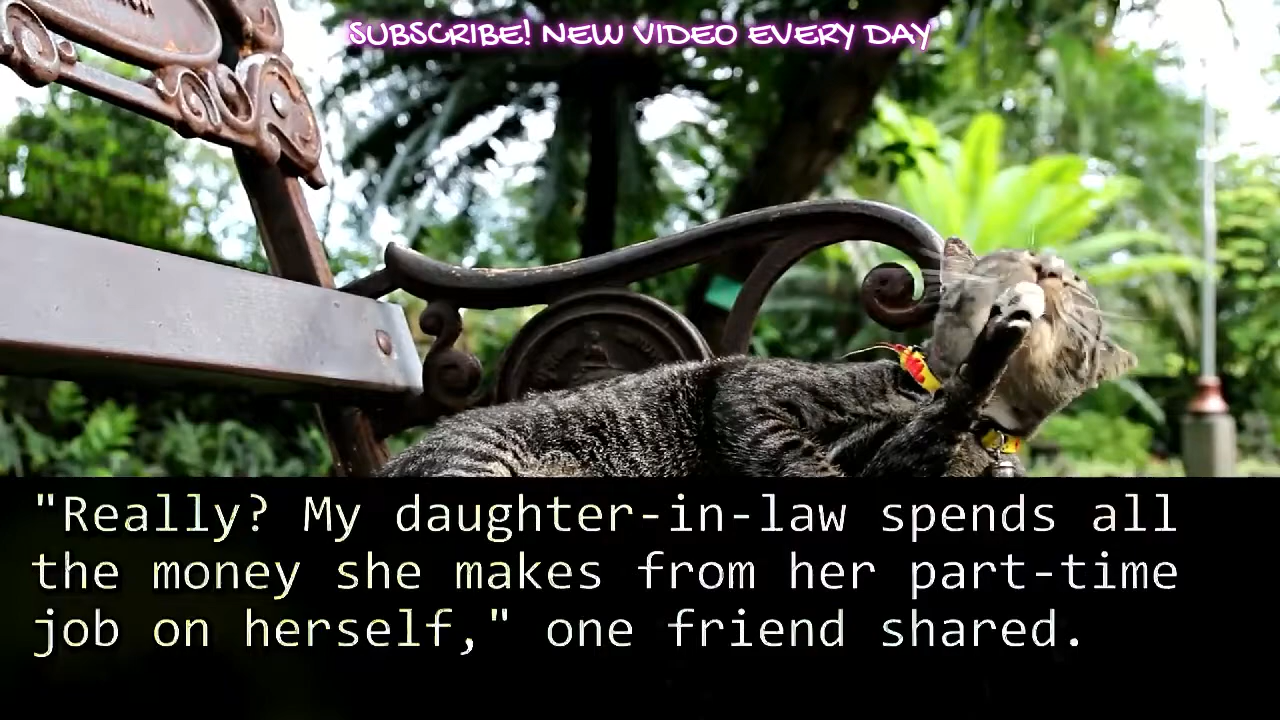 SUBSCRIBE! NEW VIDEO EVERY DAY
"Really? My daughter-in-law spends all
the money she makes from her part-time
job on herself," one friend shared.